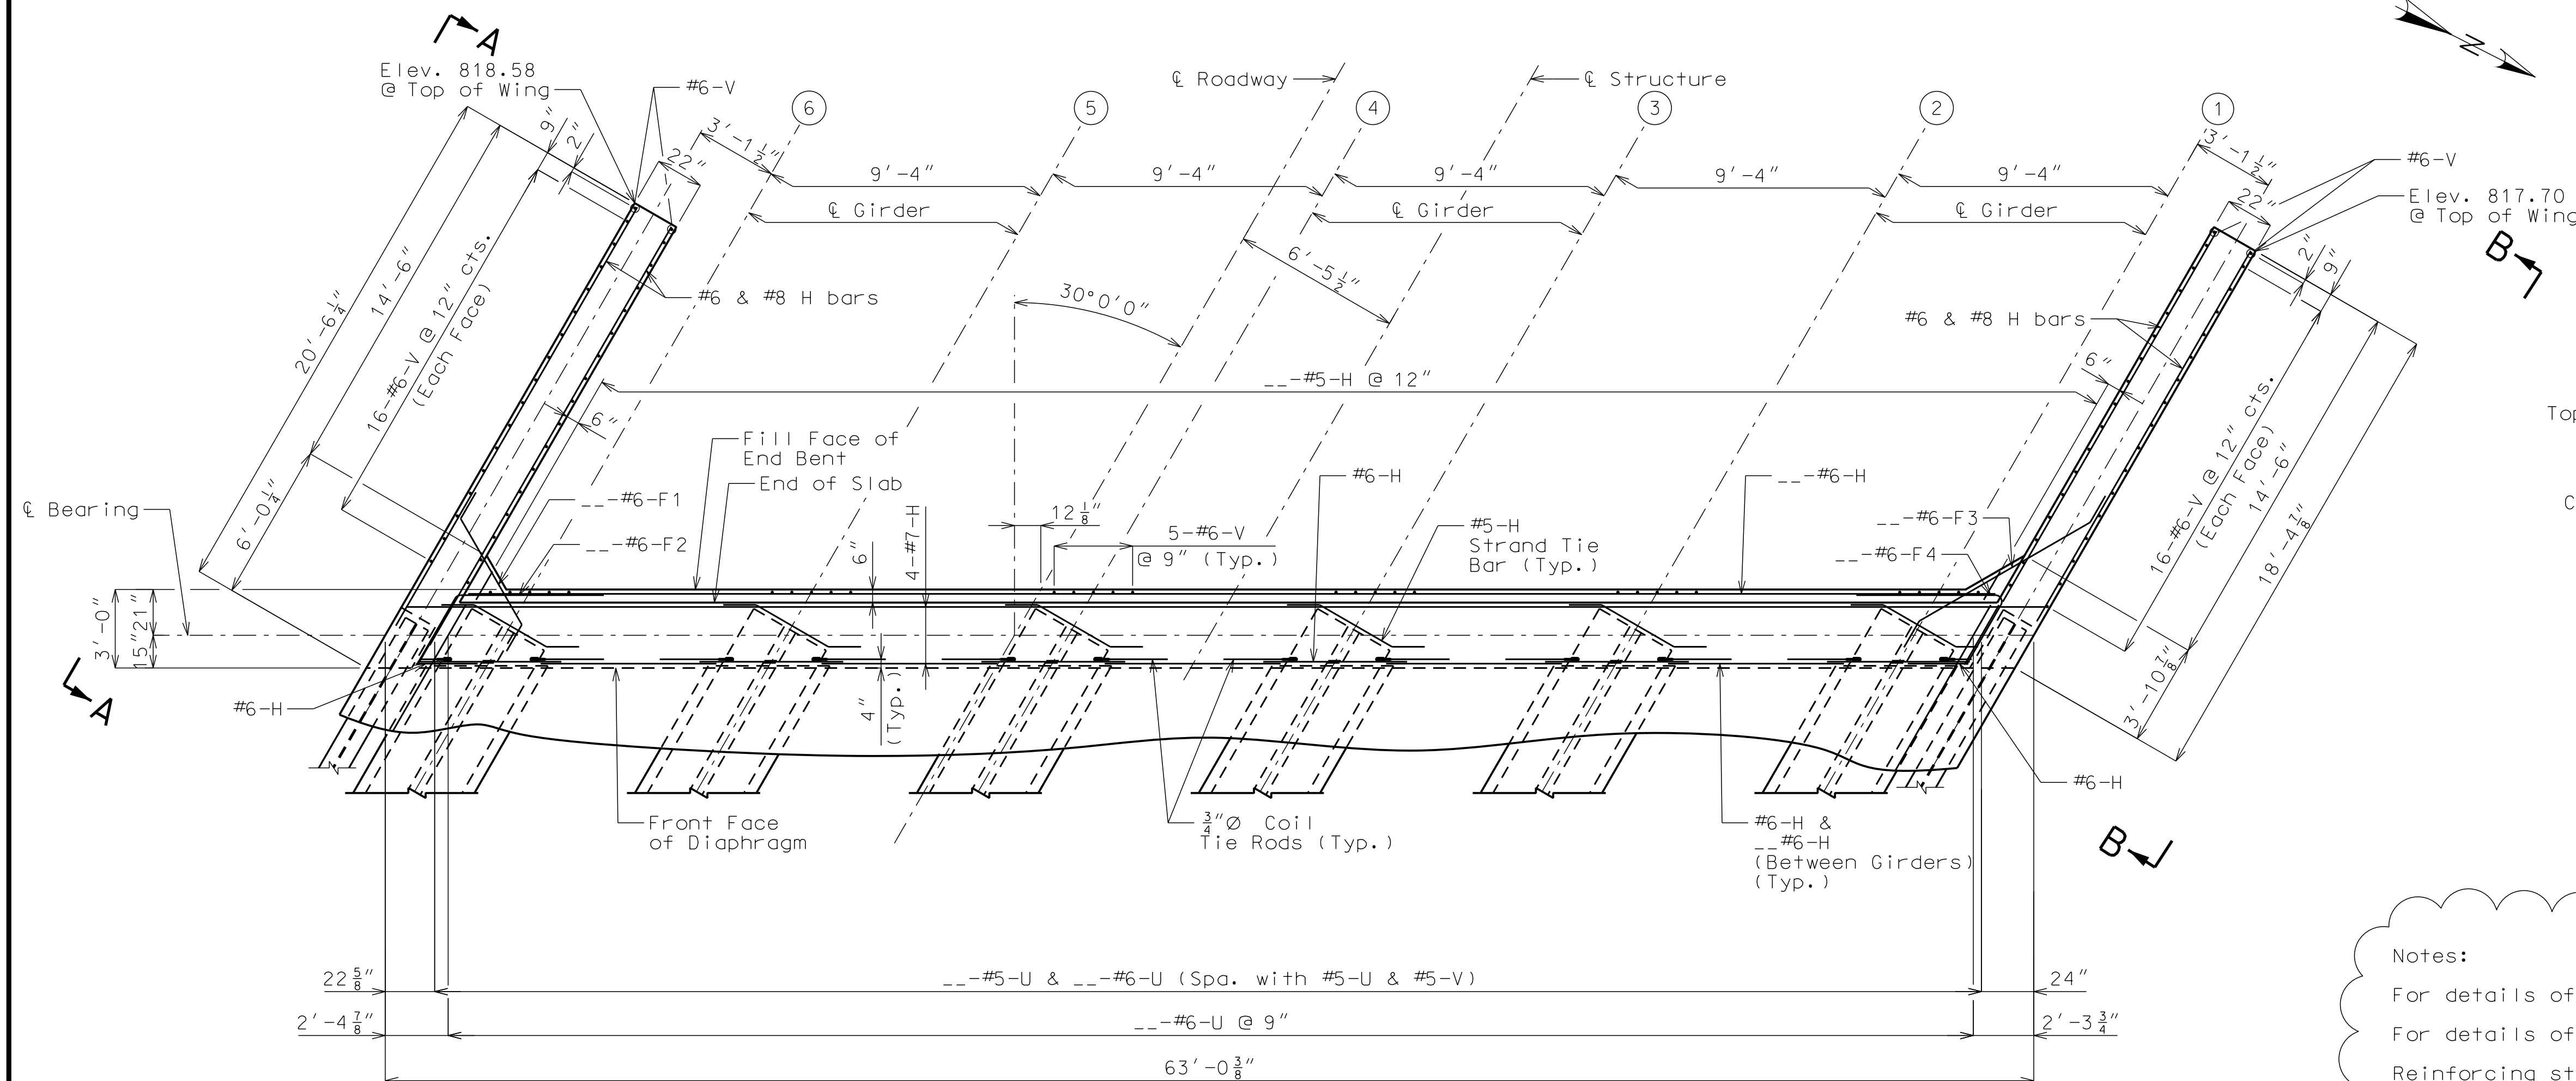 A
N
Elev. 818.58
@ Top of Wing
#6-V
℄ Roadway
℄ Structure
6
5
4
3
2
1
3'-1½"
22"
9'-4"
9'-4"
9'-4"
9'-4"
9'-4"
℄ Girder
℄ Girder
℄ Girder
3'-1½"
22"
#6-V
Elev. 817.70
@ Top of Wing
B
9"
2"
20'-6¼"
14'-6"
16-#6-V @ 12" cts.
(Each Face)
6'-0¼"
#6 & #8 H bars
6'-5½"
30°0'0"
#6 & #8 H bars
2"
9"
6"
__-#5-H @ 12"
6"
16-#6-V @ 12" cts.
(Each Face)
14'-6"
18'-4⅞"
3'-10⅞"
Top
C
Fill Face of
End Bent
End of Slab
℄ Bearing
__-#6-F1
__-#6-F2
6"
4-#7-H
12⅛"
5-#6-V
@ 9" (Typ.)
#6-H
#5-H
Strand Tie
Bar (Typ.)
__-#6-H
__-#6-F3
__-#6-F4
3'-0"
21"
15"
A
#6-H
4"
(Typ.)
Front Face
of Diaphragm
¾"Ø Coil
Tie Rods (Typ.)
#6-H &
__-#6-H
(Between Girders)
(Typ.)
#6-H
B
22⅝"
__-#5-U & __-#6-U (Spa. with #5-U & #5-V)
24"
2'-4⅞"
__-#6-U @ 9"
2'-3¾"
63'-0⅜"
Notes:
For details of
For details of
Reinforcing st